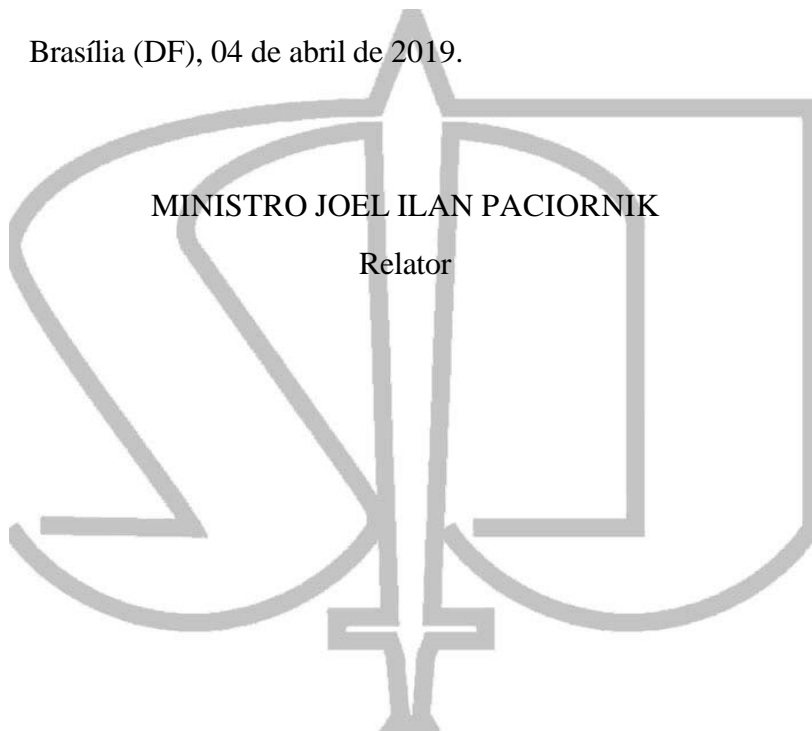 Brasília (DF), 04 de abril de 2019.
MINISTRO JOEL ILAN PACIORNIK
Relator